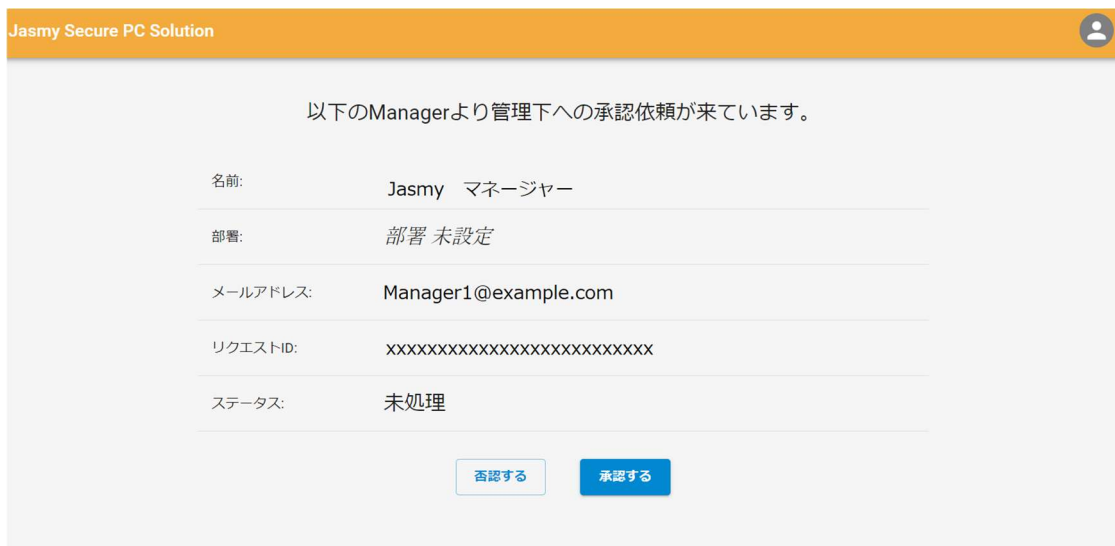 Jasmy Secure PC Solution
以下のManagerより管理下への承認依頼が来ています。
名前: Jasmy　マネージャー
部署: 部署 未設定
メールアドレス: Manager1@example.com
リクエストID: xxxxxxxxxxxxxxxxxxxxxxxxxx
ステータス: 未処理
否認する 承認する